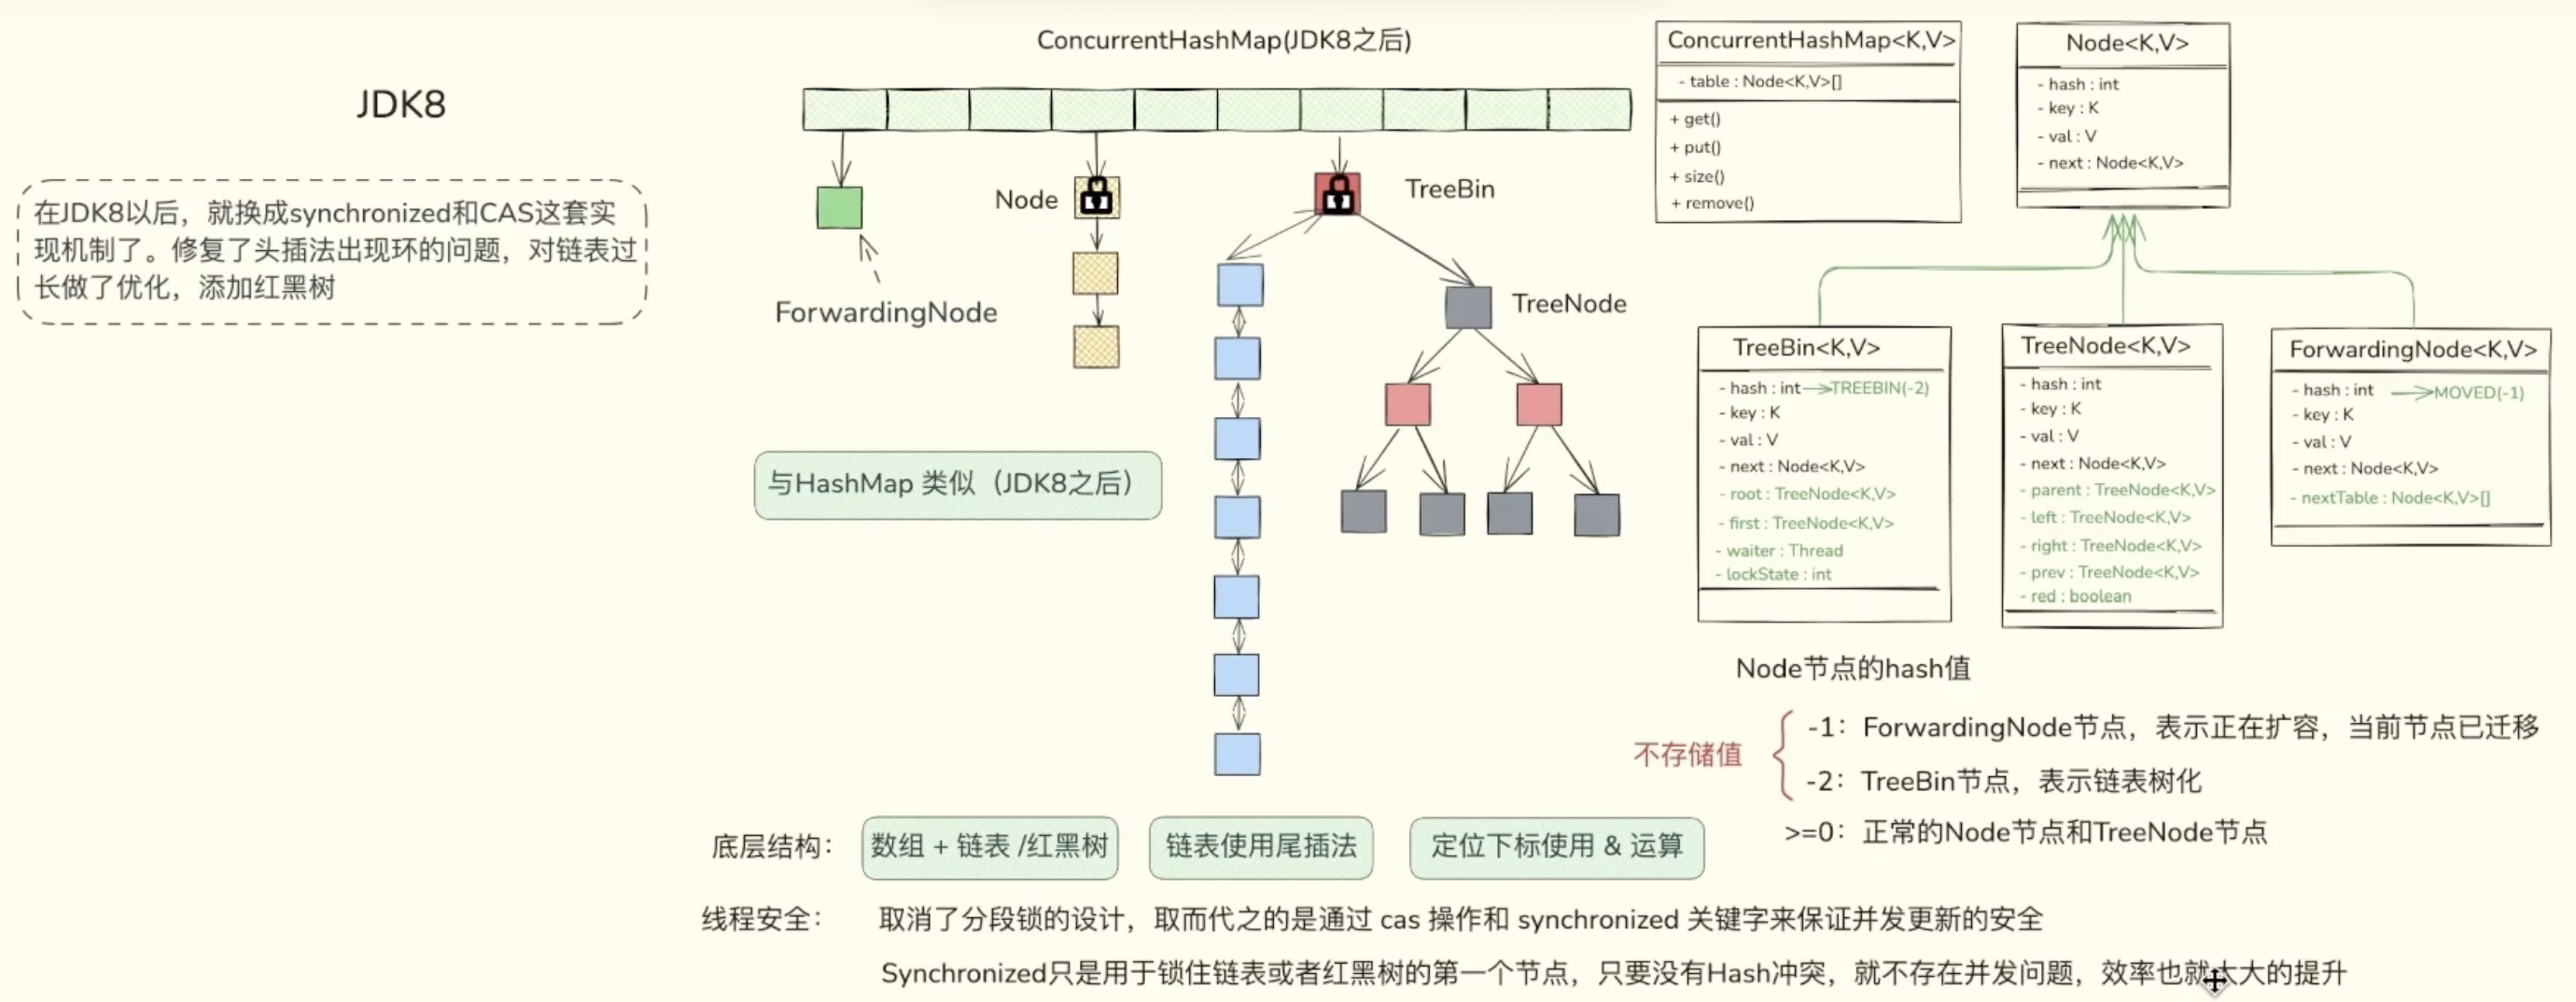 JDK8
在JDK8以后，就换成synchronized和CAS这套实
现机制了。修复了头插法出现环的问题，对链表过
长做了优化，添加红黑树
ConcurrentHashMap(JDK8之后)
Node
TreeBin
ForwardingNode
TreeNode
与HashMap 类似（JDK8之后）
ConcurrentHashMap<K,V>
- table : Node<K,V>[]
+ get()
+ put()
+ size()
+ remove()
Node<K,V>
- hash : int
- key : K
- val : V
- next : Node<K,V>
TreeBin<K,V>
- hash : int
TREEBIN(-2)
- key : K
- val : V
- next : Node<K,V>
- root : TreeNode<K,V>
- first : TreeNode<K,V>
- waiter : Thread
- lockState : int
TreeNode<K,V>
- hash : int
- key : K
- val : V
- next : Node<K,V>
- parent : TreeNode<K,V>
- left : TreeNode<K,V>
- right : TreeNode<K,V>
- prev : TreeNode<K,V>
- red : boolean
ForwardingNode<K,V>
- hash : int
MOVED(-1)
- key : K
- val : V
- next : Node<K,V>
- nextTable : Node<K,V>[]
Node节点的hash值
不存储值
-1：ForwardingNode节点，表示正在扩容，当前节点已迁移
-2：TreeBin节点，表示链表树化
>=0：正常的Node节点和TreeNode节点
底层结构：
数组 + 链表 /红黑树
链表使用尾插法
定位下标使用 & 运算
线程安全：
取消了分段锁的设计，取而代之的是通过 cas 操作和 synchronized 关键字来保证并发更新的安全
Synchronized只是用于锁住链表或者红黑树的第一个节点，只要没有Hash冲突，就不存在并发问题，效率也就大大的提升